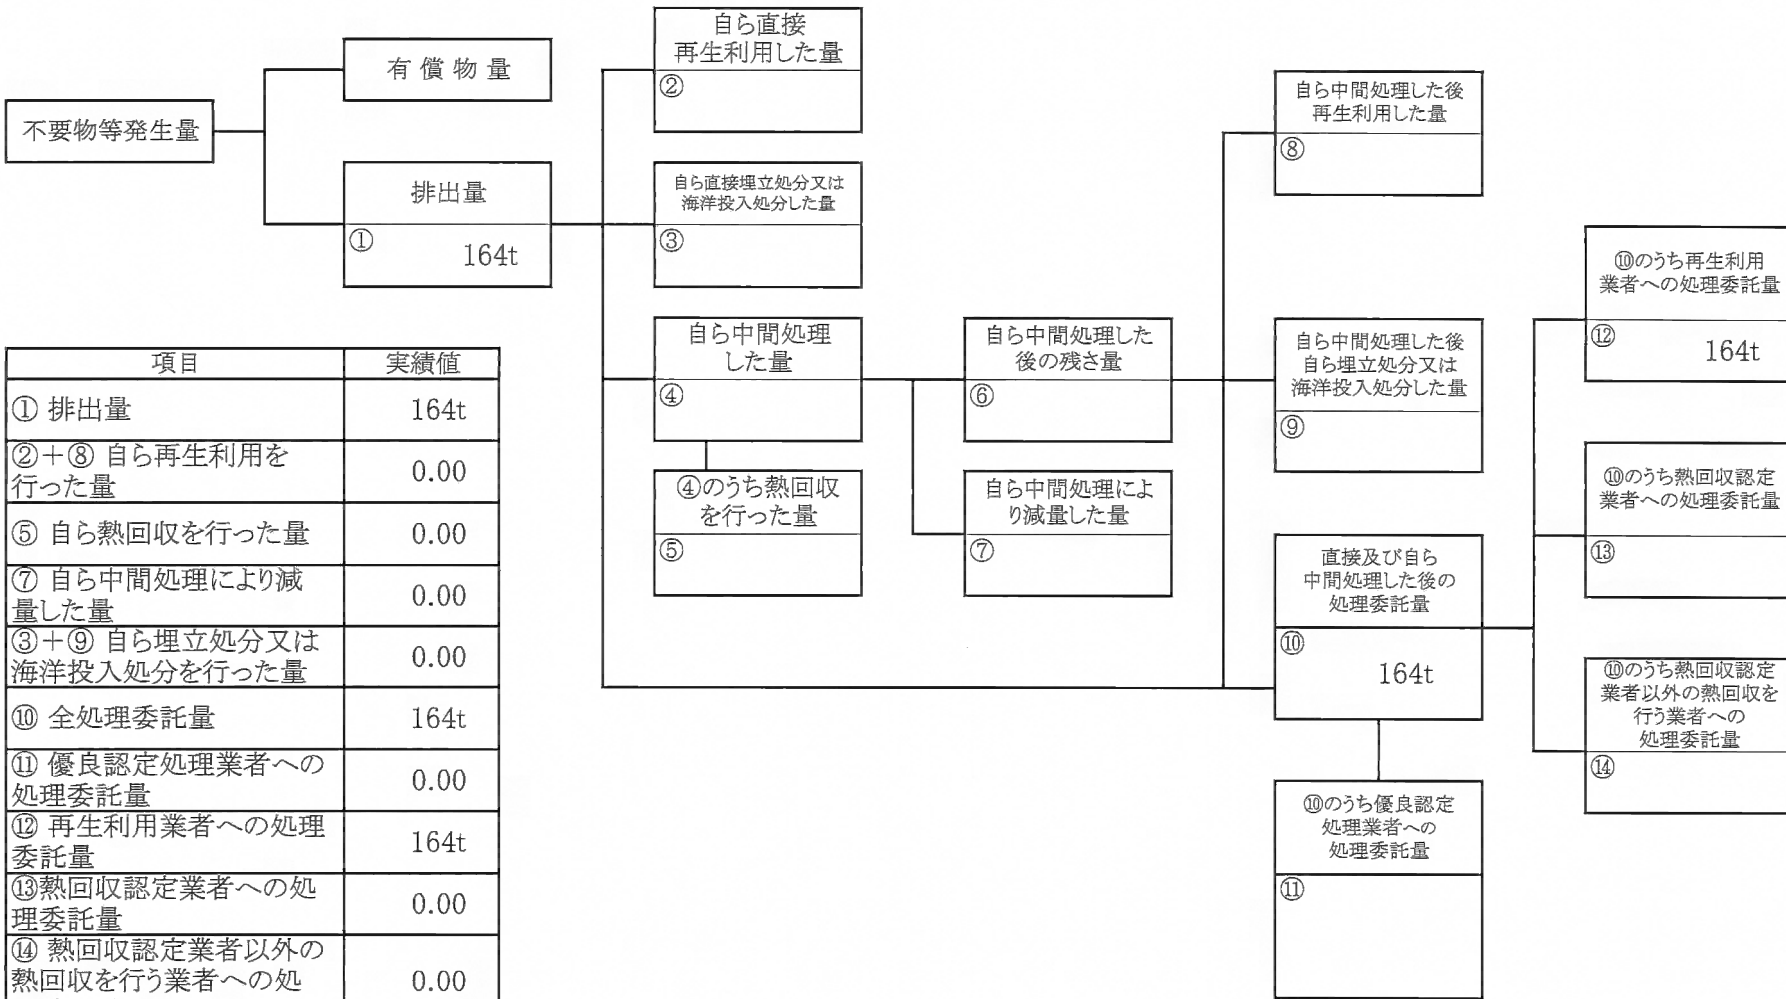 不要物等発生量
有 償 物 量
排出量
①
164t
自ら直接
再生利用した量
②
自ら直接埋立処分又は
海洋投入処分した量
③
自ら中間処理
した量
④
④のうち熱回収
を行った量
⑤
自ら中間処理した
後の残さ量
⑥
自ら中間処理によ
り減量した量
⑦
自ら中間処理した後
再生利用した量
⑧
自ら中間処理した後
自ら埋立処分又は
海洋投入処分した量
⑨
直接及び自ら
中間処理した後の
処理委託量
⑩
164t
⑩のうち優良認定
処理業者への
処理委託量
⑪
⑩のうち再生利用
業者への処理委託量
⑫
164t
⑩のうち熱回収認定
業者への処理委託量
⑬
⑩のうち熱回収認定
業者以外の熱回収を
行う業者への
処理委託量
⑭
項目 実績値
① 排出量 164t
②+⑧ 自ら再生利用を
行った量 0.00
⑤ 自ら熱回収を行った量 0.00
⑦ 自ら中間処理により減
量した量 0.00
③+⑨ 自ら埋立処分又は
海洋投入処分を行った量 0.00
⑩ 全処理委託量 164t
⑪ 優良認定処理業者への
処理委託量 0.00
⑫ 再生利用業者への処理
委託量 164t
⑬熱回収認定業者への処
理委託量 0.00
⑭ 熱回収認定業者以外の
熱回収を行う業者への処 0.00